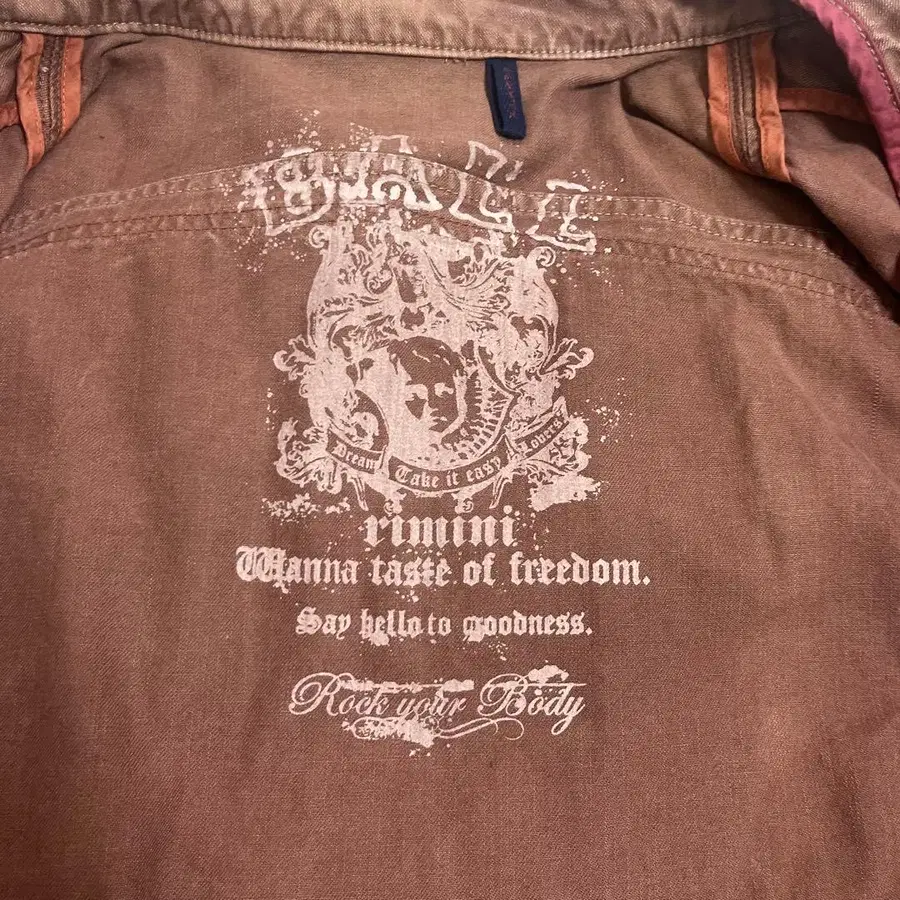 Dream Take it easy Lovers
rimini
Wanna taste of freedom.
Say hello to goodness.
Rock your Body